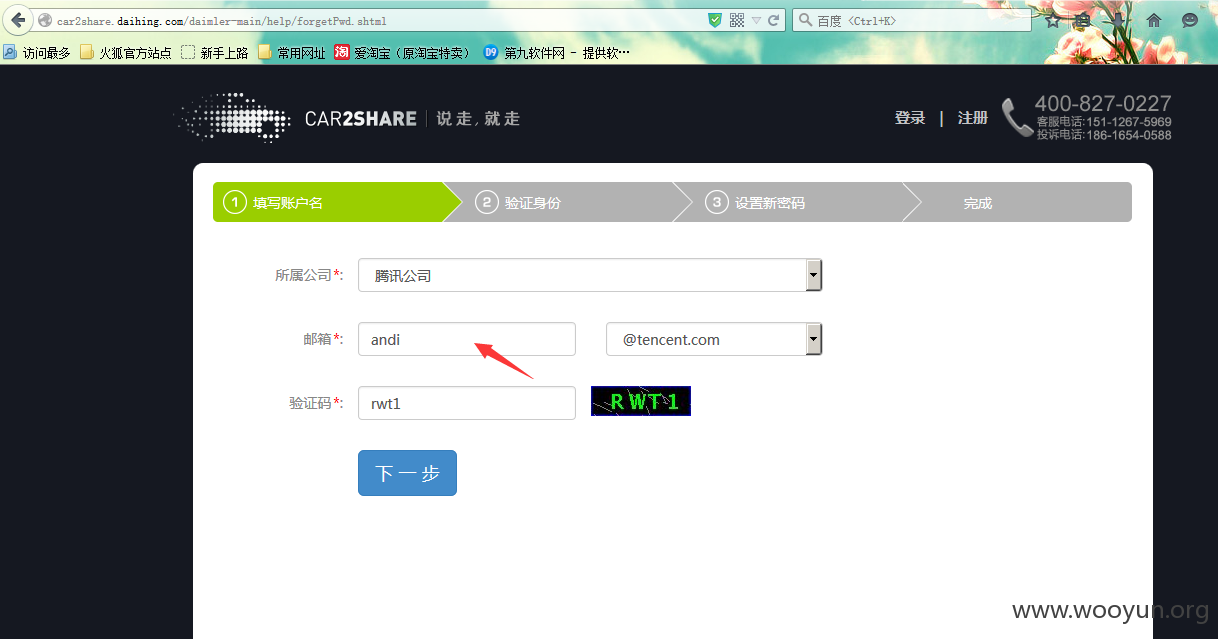 car2share.daihing.com/daimler-main/help/forgetPwd.shtml
百度 <Ctrl+K>
访问最多 火狐官方站点 新手上路 常用网址 淘 爱淘宝（原淘宝特卖） D9 第九软件网 - 提供软…
CAR2SHARE 说走,就走
登录 | 注册
400-827-0227
客服电话:151-1267-5969
投诉电话:186-1654-0588
1 填写账户名 2 验证身份 3 设置新密码 完成
所属公司*: 腾讯公司
邮箱*: andi @tencent.com
验证码*: rwt1 RWT1
下一步
www.wooyun.org